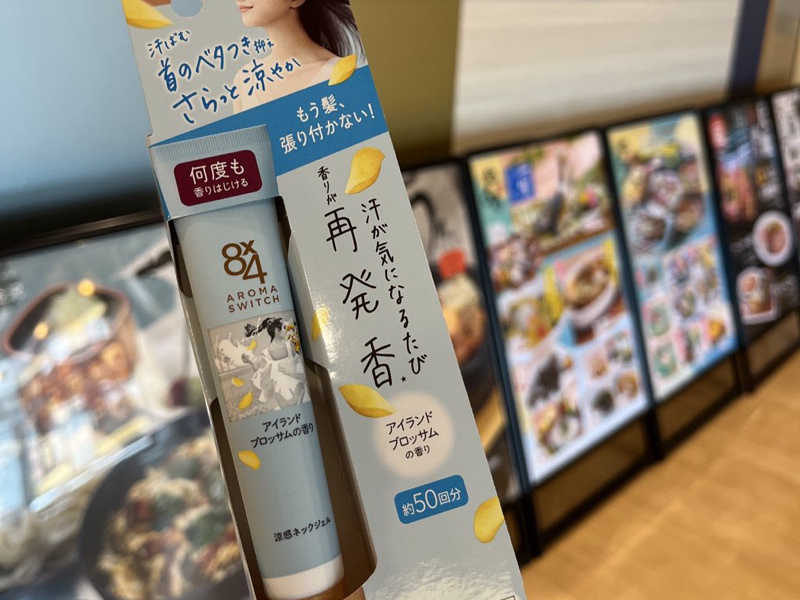 汗ばむ
首のベタつき抑え
さらっと涼やか
もう髪、
張り付かない!
何度も
香りはじける
8x4
AROMA
SWITCH
アイランド
ブロッサムの香り
涼感ネックジェル
汗が気になるたび
香りが
再発香*
アイランド
ブロッサム
の香り
約50回分